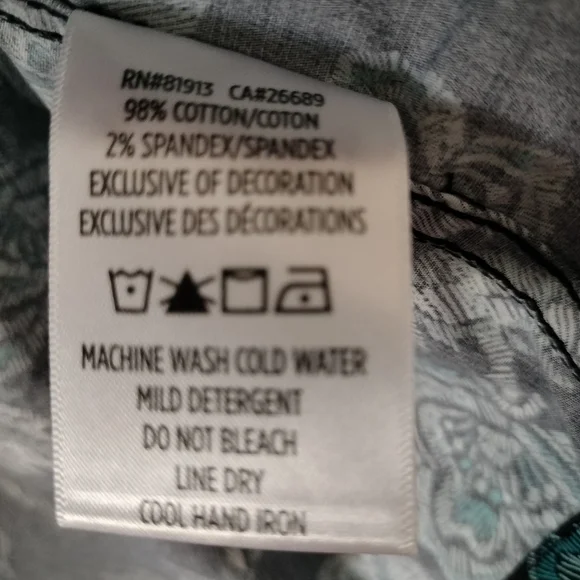 RN#81913 CA#26689
98% COTTON/COTON
2% SPANDEX/SPANDEX
EXCLUSIVE OF DECORATION
EXCLUSIVE DES DÉCORATIONS
MACHINE WASH COLD WATER
MILD DETERGENT
DO NOT BLEACH
LINE DRY
COOL HAND IRON